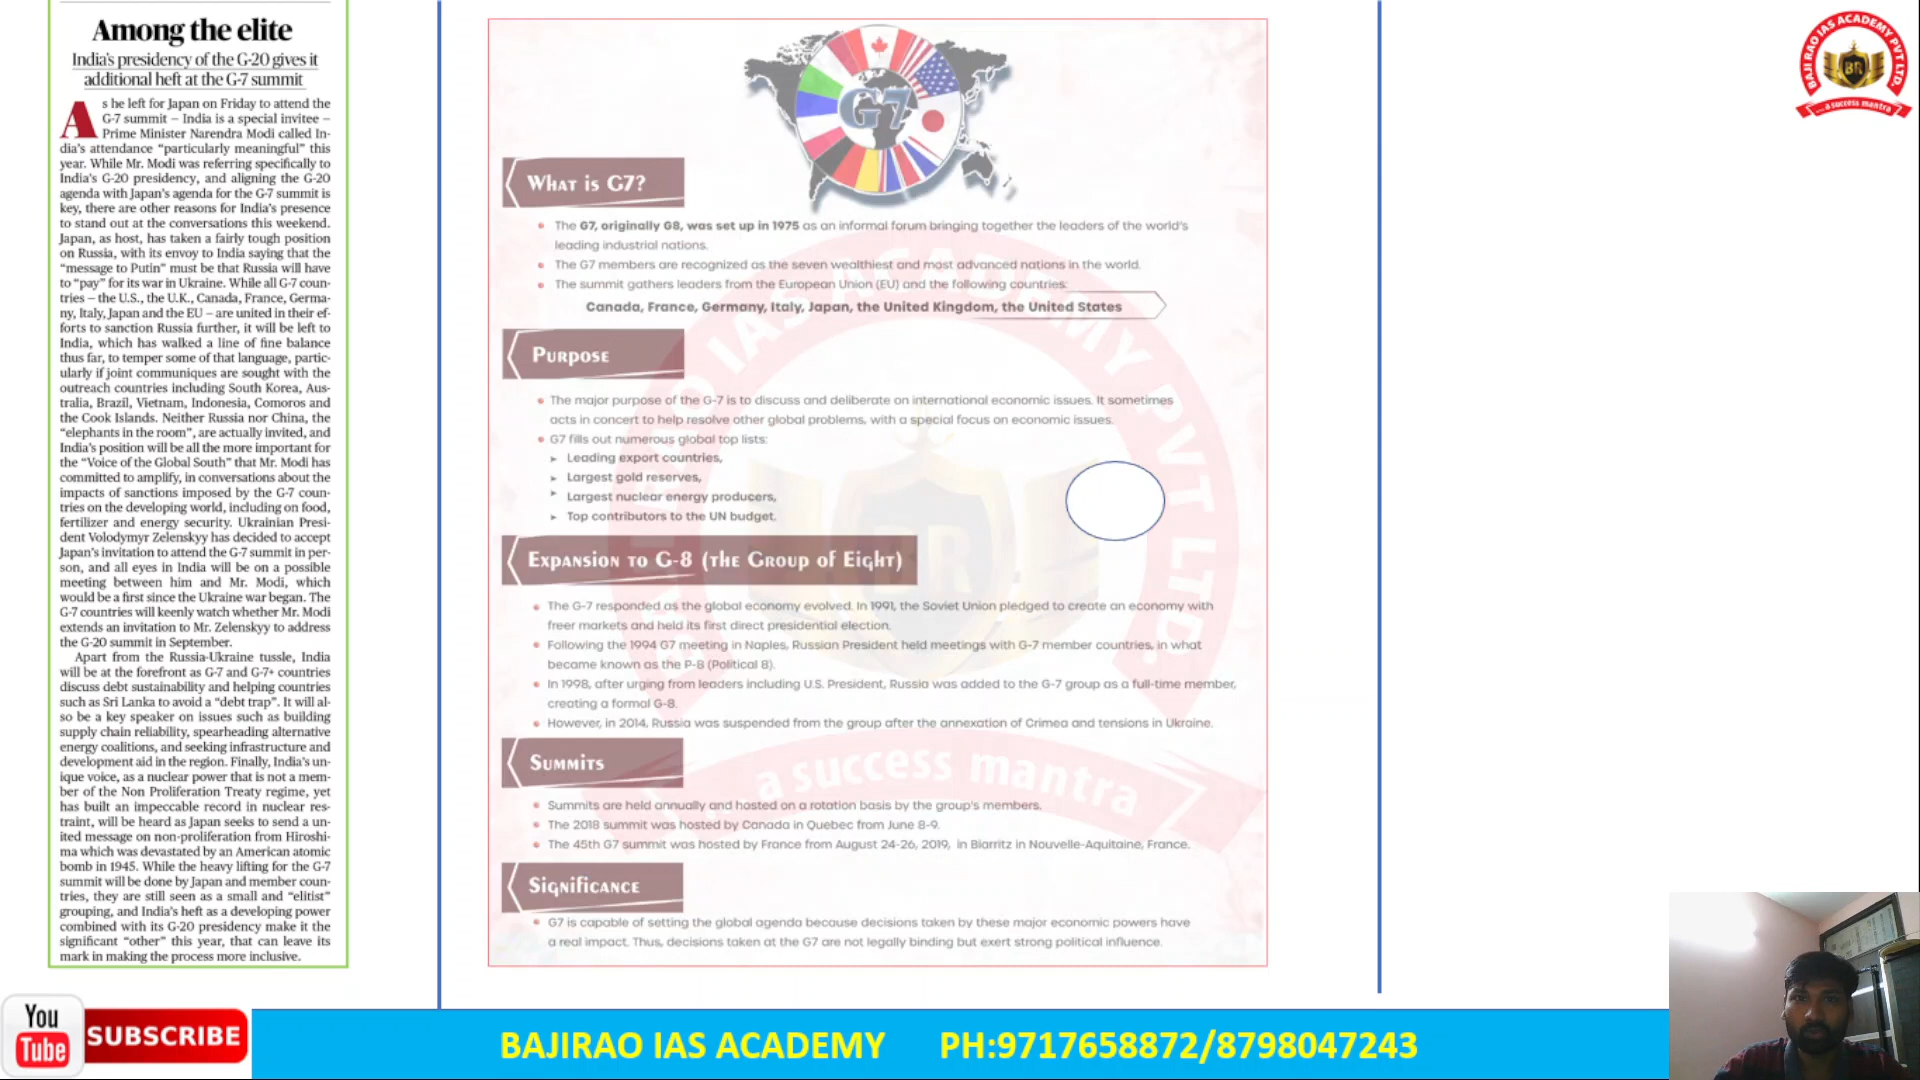 Among the elite
India's presidency of the G-20 gives it
additional heft at the G-7 summit
As he left for Japan on Friday to attend the
G-7 summit – India is a special invitee –
Prime Minister Narendra Modi called In-
dia's attendance "particularly meaningful" this
year. While Mr. Modi was referring specifically to
India's G-20 presidency, and aligning the G-20
agenda with Japan's agenda for the G-7 summit is
key, there are other reasons for India's presence
to stand out at the conversations this weekend.
Japan, as host, has taken a fairly tough position
on Russia, with its envoy to India saying that the
"message to Putin" must be that Russia will have
to "pay" for its war in Ukraine. While all G-7 coun-
tries – the U.S., the U.K., Canada, France, Germa-
ny, Italy, Japan and the EU – are united in their ef-
forts to sanction Russia further, it will be left to
India, which has walked a line of fine balance
thus far, to temper some of that language, partic-
ularly if joint communiques are sought with the
outreach countries including South Korea, Aus-
tralia, Brazil, Vietnam, Indonesia, Comoros and
the Cook Islands. Neither Russia nor China, the
"elephants in the room", are actually invited, and
India's position will be all the more important for
the "Voice of the Global South" that Mr. Modi has
committed to amplify, in conversations about the
impacts of sanctions imposed by the G-7 coun-
tries on the developing world, including on food,
fertilizer and energy security. Ukrainian Presi-
dent Volodymyr Zelenskyy has decided to accept
Japan's invitation to attend the G-7 summit in per-
son, and all eyes in India will be on a possible
meeting between him and Mr. Modi, which
would be a first since the Ukraine war began. The
G-7 countries will keenly watch whether Mr. Modi
extends an invitation to Mr. Zelenskyy to address
the G-20 summit in September.
Apart from the Russia-Ukraine tussle, India
will be at the forefront as G-7 and G-7+ countries
discuss debt sustainability and helping countries
such as Sri Lanka to avoid a "debt trap". It will al-
so be a key speaker on issues such as building
supply chain reliability, spearheading alternative
energy coalitions, and seeking infrastructure and
development aid in the region. Finally, India's un-
ique voice, as a nuclear power that is not a mem-
ber of the Non Proliferation Treaty regime, yet
has built an impeccable record in nuclear res-
traint, will be heard as Japan seeks to send a un-
ited message on non-proliferation from Hiroshi-
ma which was devastated by an American atomic
bomb in 1945. While the heavy lifting for the G-7
summit will be done by Japan and member coun-
tries, they are still seen as a small and "elitist"
grouping, and India's heft as a developing power
combined with its G-20 presidency make it the
significant "other" this year, that can leave its
mark in making the process more inclusive.
G7
What is G7?
The G7, originally G8, was set up in 1975 as an informal forum bringing together the leaders of the world's
leading industrial nations.
The G7 members are recognized as the seven wealthiest and most advanced nations in the world.
The summit gathers leaders from the European Union (EU) and the following countries:
Canada, France, Germany, Italy, Japan, the United Kingdom, the United States
Purpose
The major purpose of the G-7 is to discuss and deliberate on international economic issues. It sometimes
acts in concert to help resolve other global problems, with a special focus on economic issues.
G7 fills out numerous global top lists:
Leading export countries,
Largest gold reserves,
Largest nuclear energy producers,
Top contributors to the UN budget.
Expansion to G-8 (the Group of Eight)
The G-7 responded as the global economy evolved. In 1991, the Soviet Union pledged to create an economy with
freer markets and held its first direct presidential election.
Following the 1994 G7 meeting in Naples, Russian President held meetings with G-7 member countries, in what
became known as the P-8 (Political 8).
In 1998, after urging from leaders including U.S. President, Russia was added to the G-7 group as a full-time member,
creating a formal G-8.
However, in 2014, Russia was suspended from the group after the annexation of Crimea and tensions in Ukraine.
Summits
Summits are held annually and hosted on a rotation basis by the group's members.
The 2018 summit was hosted by Canada in Quebec from June 8-9.
The 45th G7 summit was hosted by France from August 24-26, 2019, in Biarritz in Nouvelle-Aquitaine, France.
Significance
G7 is capable of setting the global agenda because decisions taken by these major economic powers have
a real impact. Thus, decisions taken at the G7 are not legally binding but exert strong political influence.
BAJI RAO IAS ACADEMY PVT LTD.
BR
a success mantra
BAJI RAO IAS ACADEMY PVT LTD.
BR
...a success mantra
You
Tube
SUBSCRIBE
BAJIRAO IAS ACADEMY PH:9717658872/8798047243